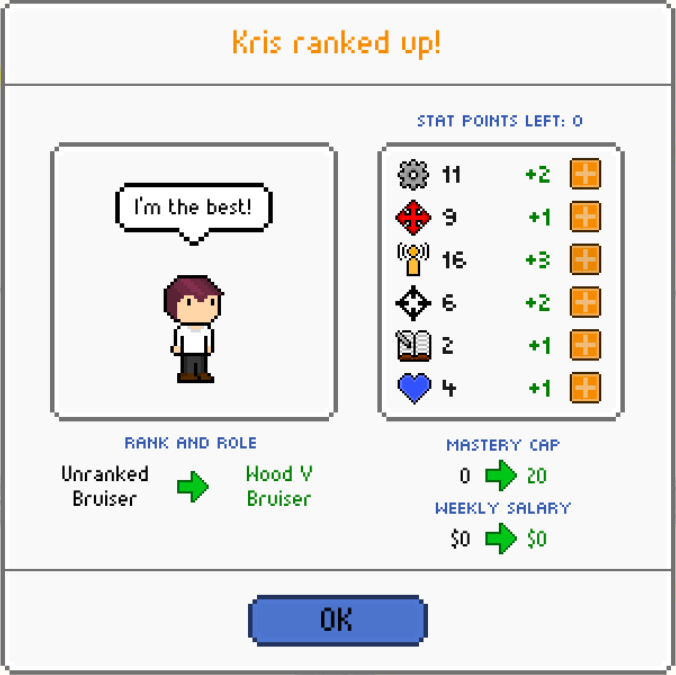 Kris ranked up!
STAT POINTS LEFT: 0
I'm the best!
11 +2
9 +1
16 +3
6 +2
2 +1
4 +1
RANK AND ROLE
Unranked Bruiser
Wood V Bruiser
MASTERY CAP
0 20
WEEKLY SALARY
$0 $0
OK